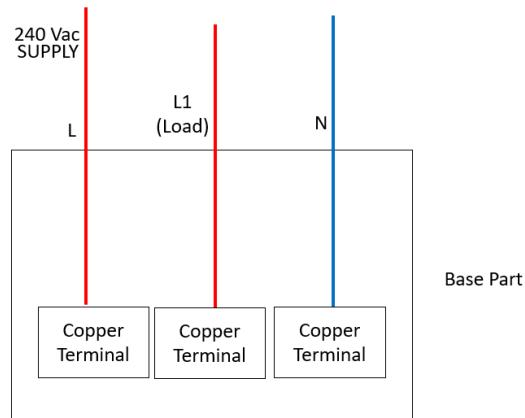 240 Vac
SUPPLY
L
L1
(Load)
N
Base Part
Copper
Terminal
Copper
Terminal
Copper
Terminal